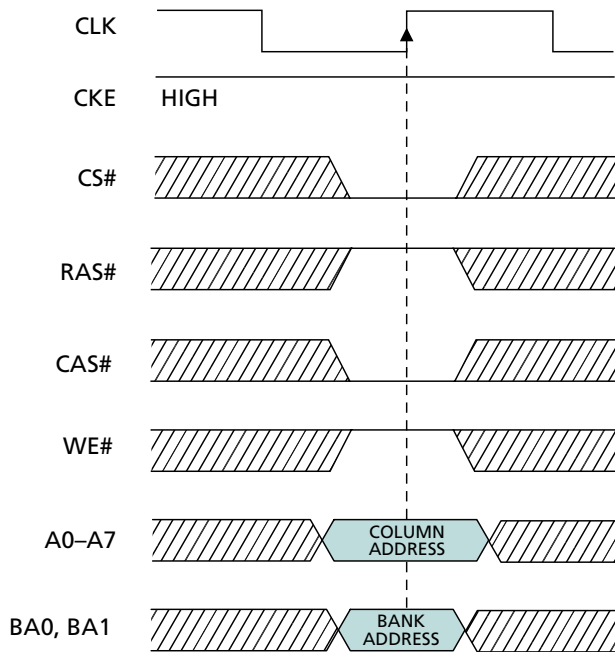 CLK
CKE HIGH
CS#
RAS#
CAS#
WE#
A0–A7
COLUMN
ADDRESS
BA0, BA1
BANK
ADDRESS